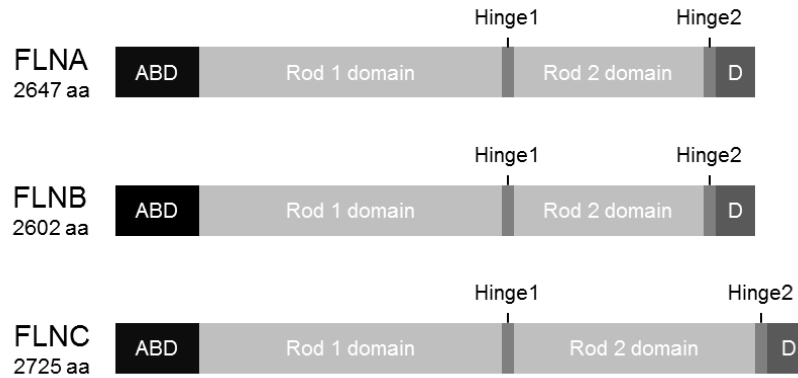 Hinge1 Hinge2
FLNA
2647 aa
ABD Rod 1 domain Rod 2 domain D
Hinge1 Hinge2
FLNB
2602 aa
ABD Rod 1 domain Rod 2 domain D
Hinge1 Hinge2
FLNC
2725 aa
ABD Rod 1 domain Rod 2 domain D